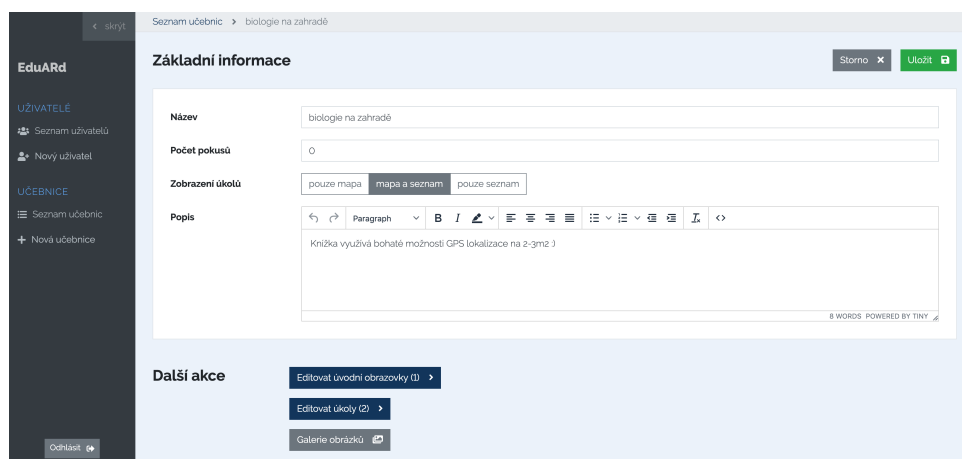 skrýt
EduARd
UŽIVATELÉ
Seznam uživatelů
Nový uživatel
UČEBNICE
Seznam učebnic
Nová učebnice
Odhlásit
Seznam učebnic > biologie na zahradě
Základní informace
Storno
Uložit
Název biologie na zahradě
Počet pokusů 0
Zobrazení úkolů pouze mapa mapa a seznam pouze seznam
Popis Paragraph B I
Knížka využívá bohaté možnosti GPS lokalizace na 2-3m2 :)
8 WORDS POWERED BY TINY
Další akce
Editovat úvodní obrazovky (1)
Editovat úkoly (2)
Galerie obrázků